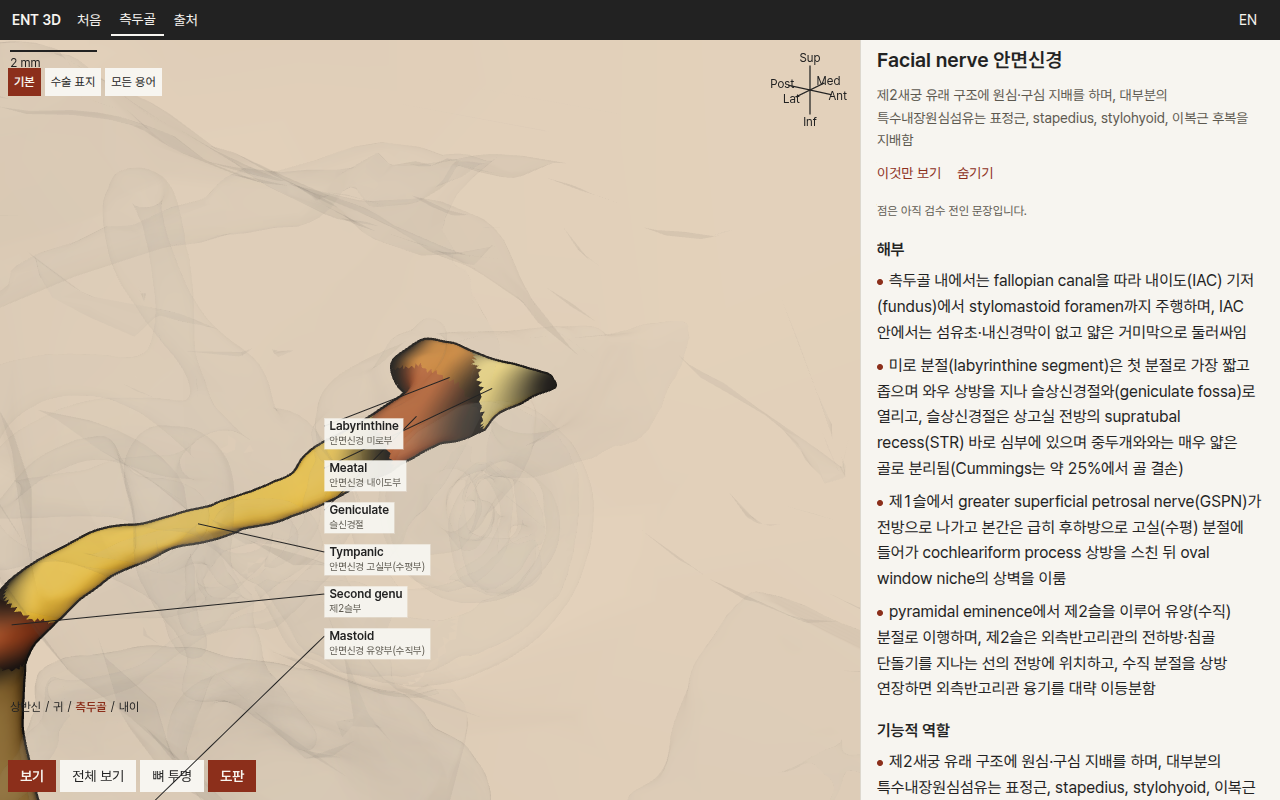 ENT 3D 처음 측두골 출처 EN
2 mm
기본 수술 표지 모든 용어
Sup
Post Med
Lat Ant
Inf
Labyrinthine
안면신경 미로부
Meatal
안면신경 내이도부
Geniculate
슬신경절
Tympanic
안면신경 고실부(수평부)
Second genu
제2슬부
Mastoid
안면신경 유양부(수직부)
상반신 / 귀 / 측두골 / 내이
보기 전체 보기 뼈 투명 도판
Facial nerve 안면신경
제2새궁 유래 구조에 원심·구심 지배를 하며, 대부분의
특수내장원심섬유는 표정근, stapedius, stylohyoid, 이복근 후복을
지배함
이것만 보기 숨기기
점은 아직 검수 전인 문장입니다.
해부
• 측두골 내에서는 fallopian canal을 따라 내이도(IAC) 기저
(fundus)에서 stylomastoid foramen까지 주행하며, IAC
안에서는 섬유초·내신경막이 없고 얇은 거미막으로 둘러싸임
• 미로 분절(labyrinthine segment)은 첫 분절로 가장 짧고
좁으며 와우 상방을 지나 슬상신경절와(geniculate fossa)로
열리고, 슬상신경절은 상고실 전방의 supratubal
recess(STR) 바로 심부에 있으며 중두개와와는 매우 얇은
골로 분리됨(Cummings는 약 25%에서 골 결손)
• 제1슬에서 greater superficial petrosal nerve(GSPN)가
전방으로 나가고 본간은 급히 후하방으로 고실(수평) 분절에
들어가 cochleariform process 상방을 스친 뒤 oval
window niche의 상벽을 이룸
• pyramidal eminence에서 제2슬을 이루어 유양(수직)
분절로 이행하며, 제2슬은 외측반고리관의 전하방·침골
단돌기를 지나는 선의 전방에 위치하고, 수직 분절을 상방
연장하면 외측반고리관 융기를 대략 이등분함
기능적 역할
• 제2새궁 유래 구조에 원심·구심 지배를 하며, 대부분의
특수내장원심섬유는 표정근, stapedius, stylohyoid, 이복근